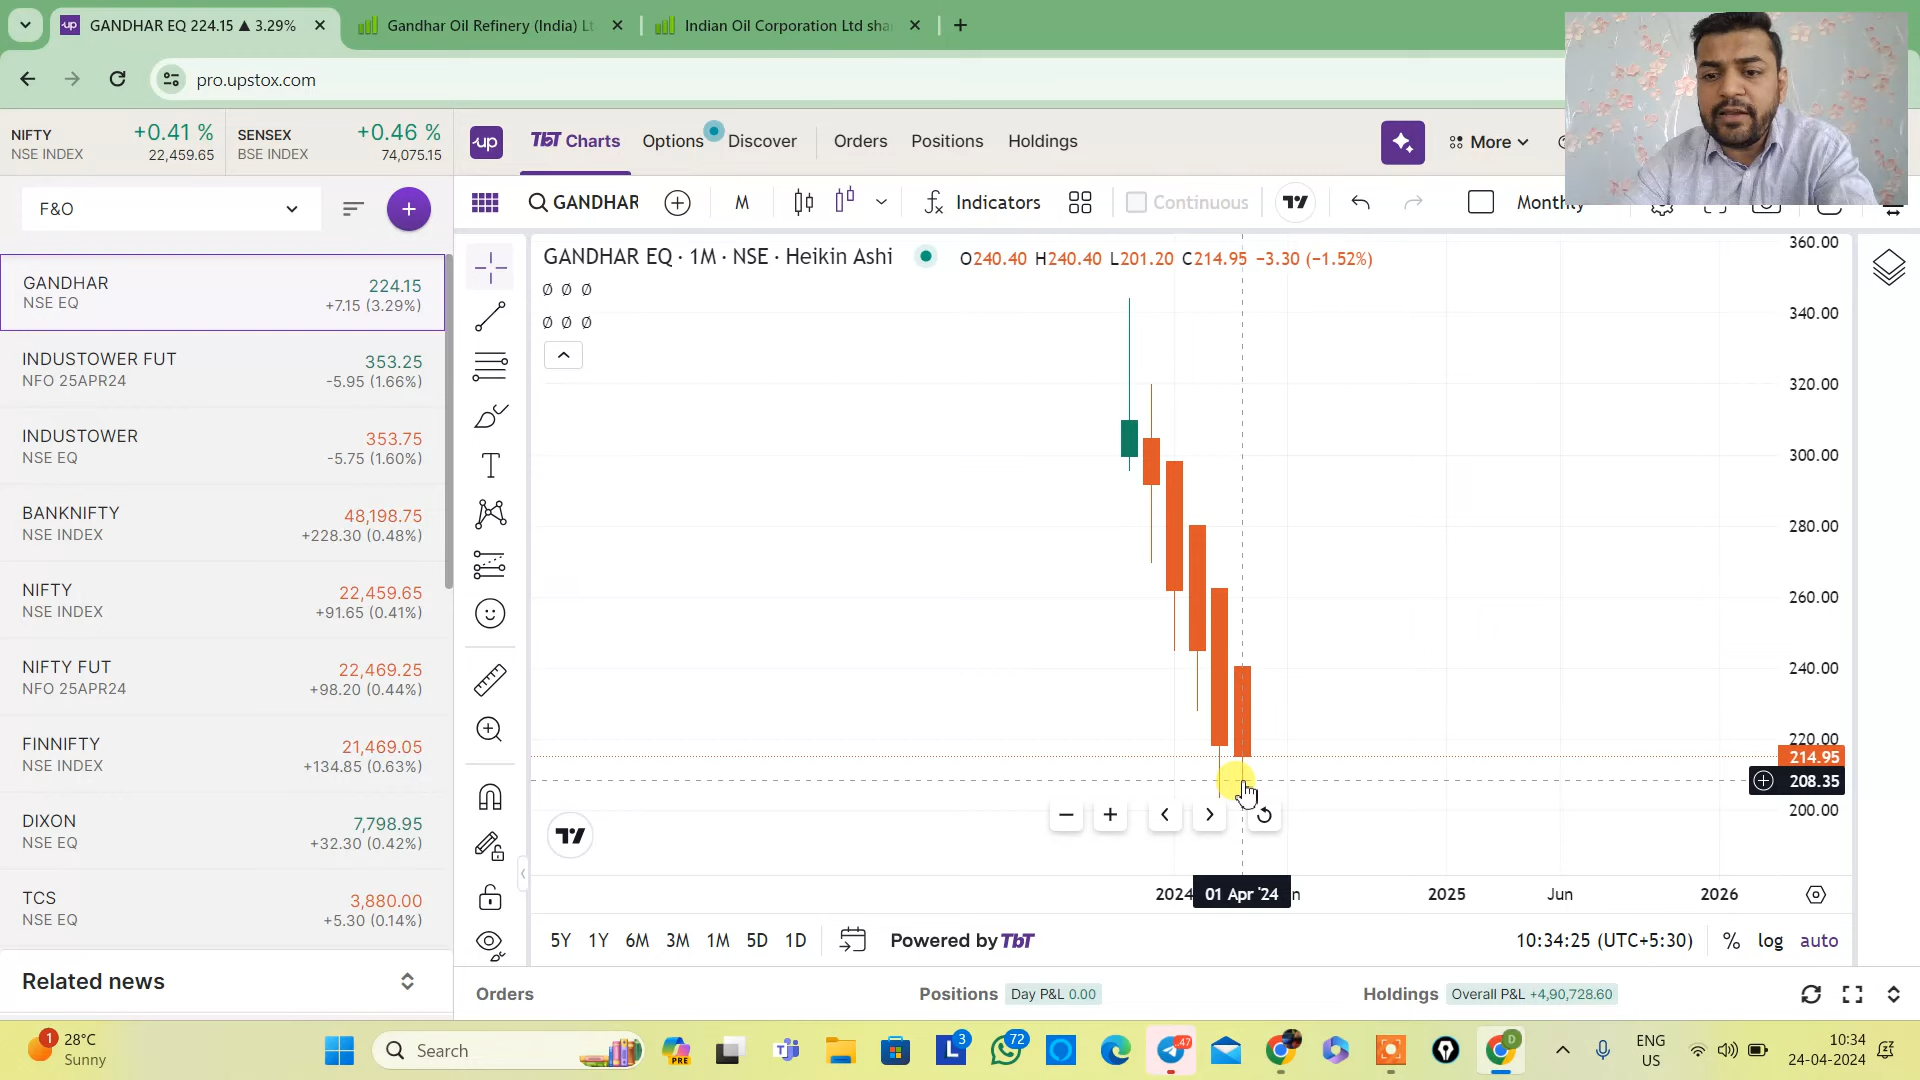 GANDHAR EQ 224.15 ▲ 3.29%
Gandhar Oil Refinery (India) Lt
Indian Oil Corporation Ltd sha
pro.upstox.com
NIFTY +0.41 %
NSE INDEX 22,459.65
SENSEX +0.46 %
BSE INDEX 74,075.15
up
TbT Charts
Options
Discover
Orders
Positions
Holdings
More
F&O
GANDHAR
M
Indicators
Continuous
Monthly
GANDHAR 224.15
NSE EQ +7.15 (3.29%)
INDUSTOWER FUT 353.25
NFO 25APR24 -5.95 (1.66%)
INDUSTOWER 353.75
NSE EQ -5.75 (1.60%)
BANKNIFTY 48,198.75
NSE INDEX +228.30 (0.48%)
NIFTY 22,459.65
NSE INDEX +91.65 (0.41%)
NIFTY FUT 22,469.25
NFO 25APR24 +98.20 (0.44%)
FINNIFTY 21,469.05
NSE INDEX +134.85 (0.63%)
DIXON 7,798.95
NSE EQ +32.30 (0.42%)
TCS 3,880.00
NSE EQ +5.30 (0.14%)
Related news
GANDHAR EQ · 1M · NSE · Heikin Ashi O240.40 H240.40 L201.20 C214.95 −3.30 (−1.52%)
Ø Ø Ø
Ø Ø Ø
360.00
340.00
320.00
300.00
280.00
260.00
240.00
220.00
214.95
208.35
200.00
2024 01 Apr '24 n 2025 Jun 2026
5Y 1Y 6M 3M 1M 5D 1D
Powered by TbT
10:34:25 (UTC+5:30) % log auto
Orders
Positions Day P&L 0.00
Holdings Overall P&L +4,90,728.60
1
28°C
Sunny
Search
PRE
3
72
47
D
ENG
US
10:34
24-04-2024